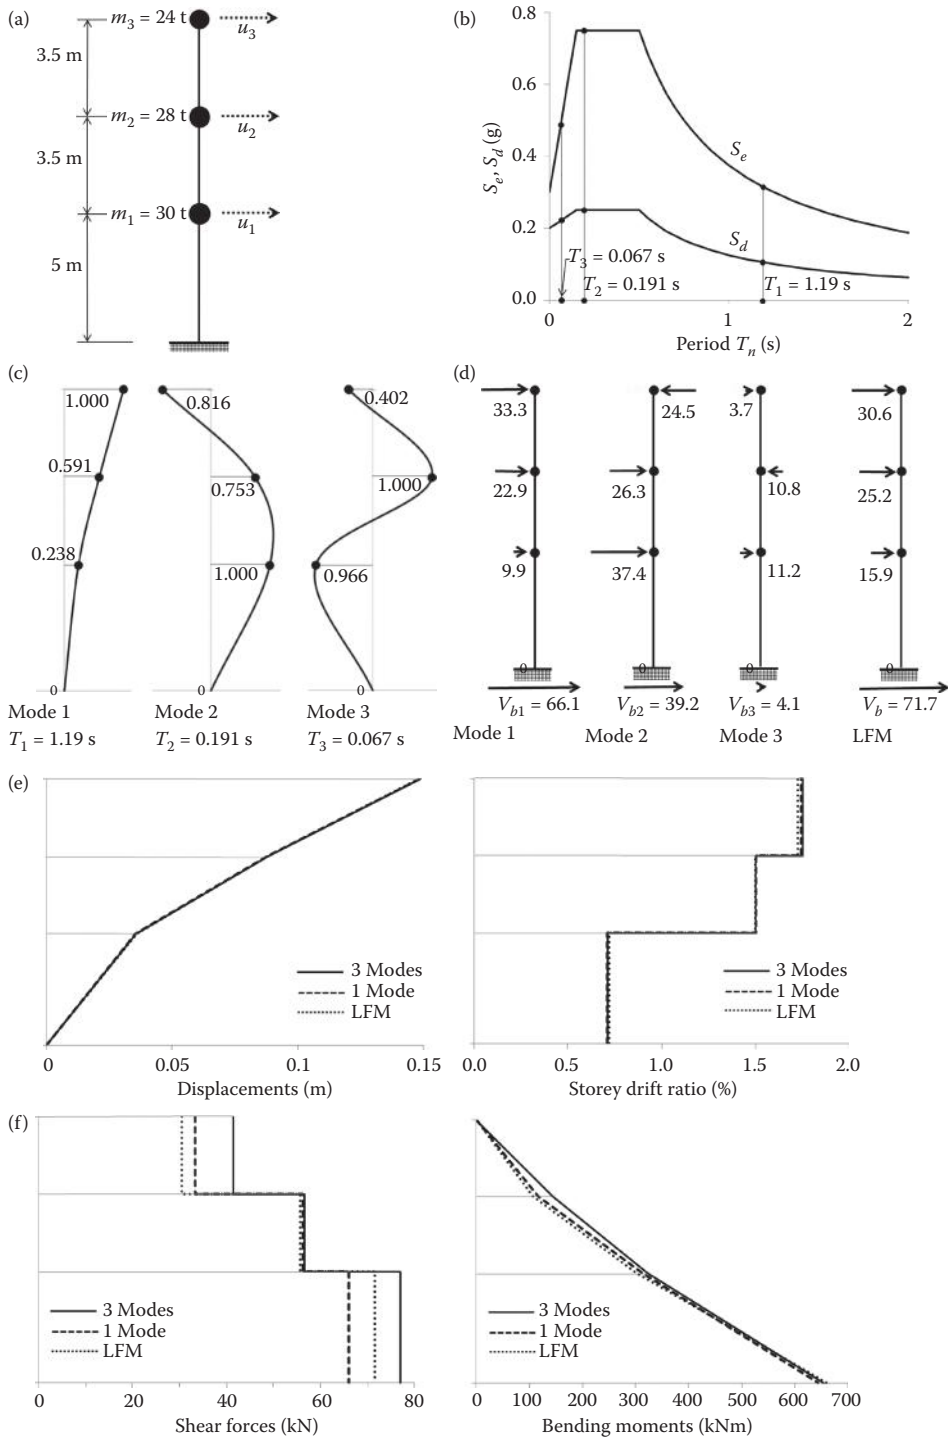 (a)
m3 = 24 t
u3
3.5 m
m2 = 28 t
u2
3.5 m
m1 = 30 t
u1
5 m
(b)
0.8
0.6
0.4
0.2
0.0
Se, Sd (g)
Se
Sd
T3 = 0.067 s
T2 = 0.191 s
T1 = 1.19 s
0 1 2
Period Tn (s)
(c)
1.000
0.591
0.238
0
Mode 1
T1 = 1.19 s
0.816
0.753
1.000
0
Mode 2
T2 = 0.191 s
0.402
1.000
0.966
0
Mode 3
T3 = 0.067 s
(d)
33.3
22.9
9.9
0
Vb1 = 66.1
Mode 1
24.5
26.3
37.4
0
Vb2 = 39.2
Mode 2
3.7
10.8
11.2
0
Vb3 = 4.1
Mode 3
30.6
25.2
15.9
0
Vb = 71.7
LFM
(e)
3 Modes
1 Mode
LFM
0 0.05 0.1 0.15
Displacements (m)
3 Modes
1 Mode
LFM
0.0 0.5 1.0 1.5 2.0
Storey drift ratio (%)
(f)
3 Modes
1 Mode
LFM
0 20 40 60 80
Shear forces (kN)
3 Modes
1 Mode
LFM
0 100 200 300 400 500 600 700
Bending moments (kNm)